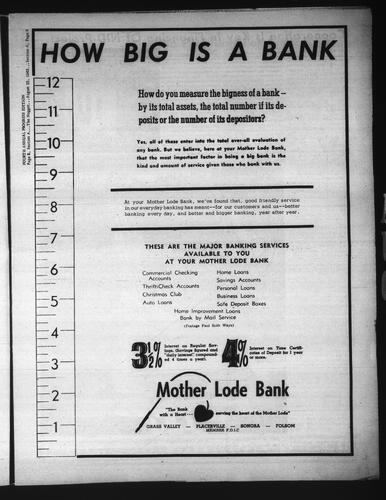 HOW BIG IS A BANK
FOURTH ANNUAL PROGRESS EDITION
12
11
10
9
8
7
6
5
4
3
2
1
How do you measure the bigness of a bank —
by its total assets, the total number if its de-
posits or the number of its depositors?
Yes, all of these enter into the total over-all evaluation of
any bank. But we believe, here at your Mother Lode Bank,
that the most important factor in being a big bank is the
kind and amount of service given those who bank with us.
At your Mother Lode Bank, we've found that, good friendly service
in our everyday banking has meant--for our customers and us--better
banking every day, and better and bigger banking, year after year.
THESE ARE THE MAJOR BANKING SERVICES
AVAILABLE TO YOU
AT YOUR MOTHER LODE BANK
Commercial Checking
Accounts
ThriftiCheck Accounts
Christmas Club
Auto Loans
Home Loans
Savings Accounts
Personal Loans
Business Loans
Safe Deposit Boxes
Home Improvement Loans
Bank by Mail Service
(Postage Paid Both Ways)
3½%
Interest on Regular Sav-
ings. (Savings figured and
"daily interest" compound-
ed 4 times a year).
4%
Interest on Time Certifi-
cates of Deposit for 1 year
or more.
Mother Lode Bank
"The Bank
with a Heart---
serving the heart of the Mother Lode"
GRASS VALLEY — PLACERVILLE — SONORA — FOLSOM
MEMBER F.D.I.C